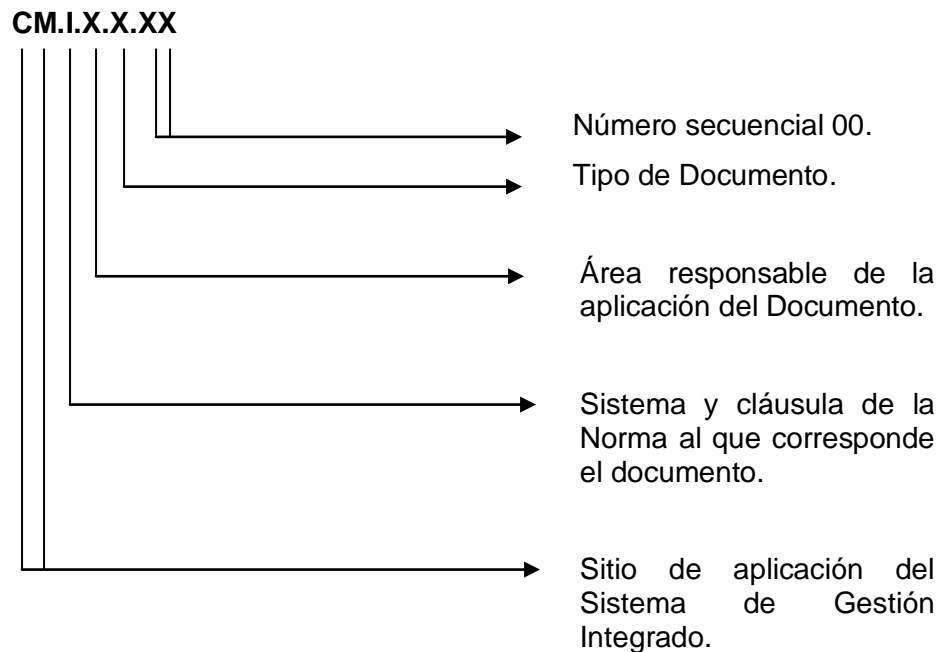 CM.I.X.X.XX
Número secuencial 00.
Tipo de Documento.
Área responsable de la
aplicación del Documento.
Sistema y cláusula de la
Norma al que corresponde
el documento.
Sitio de aplicación del
Sistema de Gestión
Integrado.